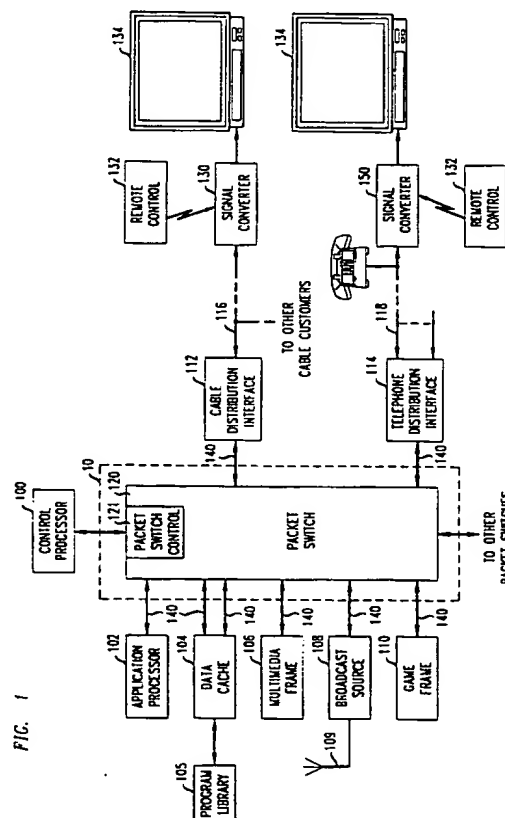 FIG. 1
PROGRAM
LIBRARY
105
APPLICATION
PROCESSOR
102
140
DATA
CACHE
104
140
140
MULTIMEDIA
FRAME
106
140
BROADCAST
SOURCE
108
109
140
GAME
FRAME
110
140
CONTROL
PROCESSOR
100
10
120
121
PACKET
SWITCH
CONTROL
PACKET
SWITCH
TO OTHER
PACKET SWITCHES
140
CABLE
DISTRIBUTION
INTERFACE
112
116
TO OTHER
CABLE CUSTOMERS
140
TELEPHONE
DISTRIBUTION
INTERFACE
114
118
REMOTE
CONTROL
132
SIGNAL
CONVERTER
130
134
SIGNAL
CONVERTER
150
REMOTE
CONTROL
132
134